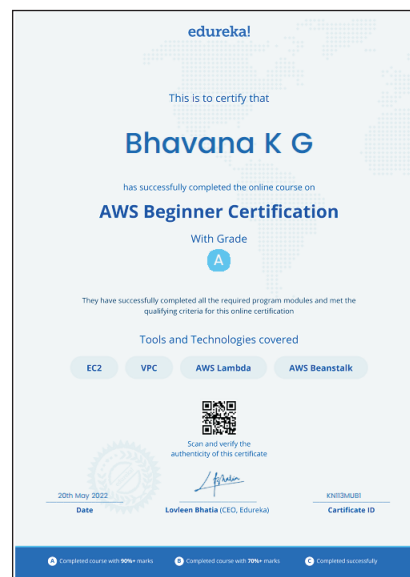 edureka!
This is to certify that
Bhavana K G
has successfully completed the online course on
AWS Beginner Certification
With Grade
A
They have successfully completed all the required program modules and met the
qualifying criteria for this online certification
Tools and Technologies covered
EC2 VPC AWS Lambda AWS Beanstalk
Scan and verify the
authenticity of this certificate
20th May 2022 KN113MUB1
Date Lovleen Bhatia (CEO, Edureka) Certificate ID
A Completed course with 90%+ marks B Completed course with 70%+ marks C Completed successfully